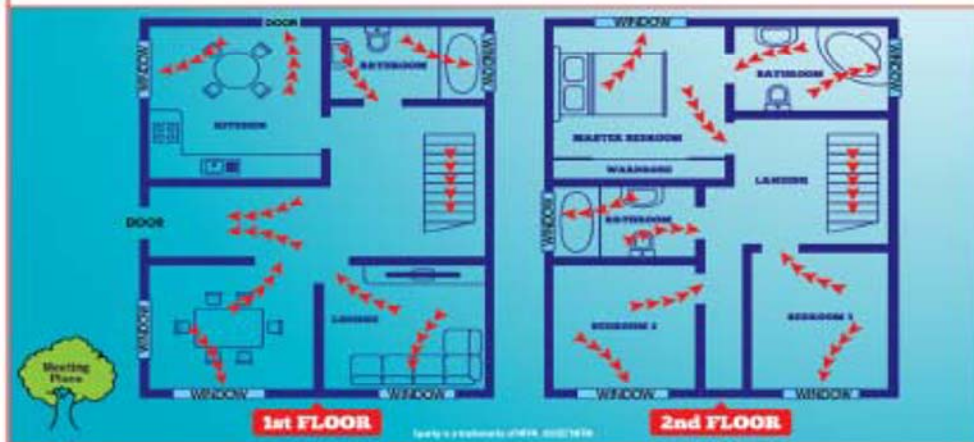 DOOR
WINDOW
KITCHEN
BATHROOM
WINDOW
DOOR
WINDOW
LOUNGE
WINDOW
WINDOW
Meeting
Place
1st FLOOR
WINDOW
MASTER BEDROOM
WARDROBE
BATHROOM
WINDOW
LANDING
WINDOW
BATHROOM
BEDROOM 2
BEDROOM 3
WINDOW
WINDOW
2nd FLOOR